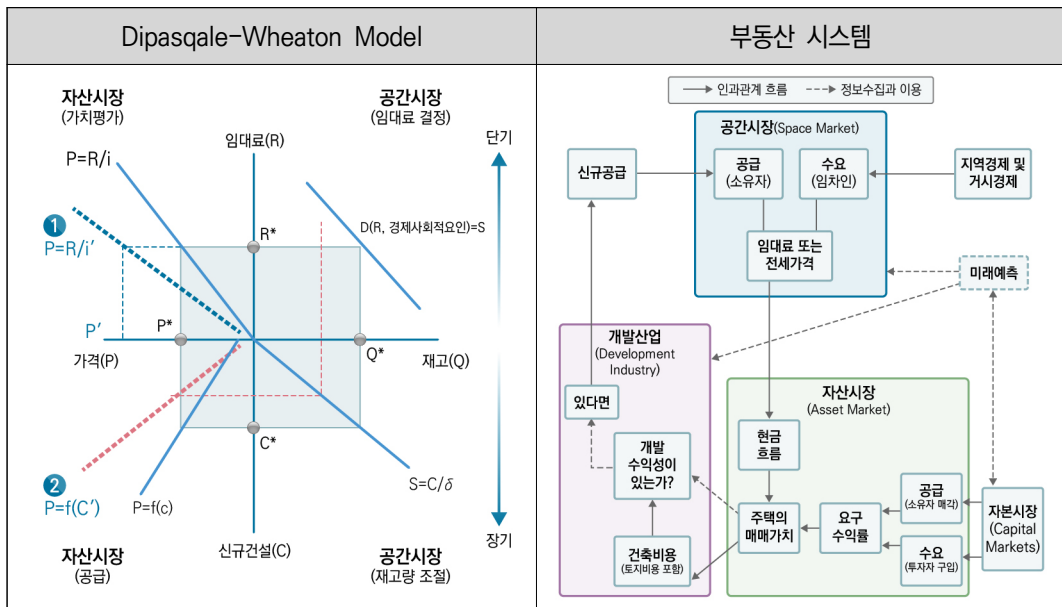 Dipasqale-Wheaton Model
자산시장
(가치평가)
공간시장
(임대료 결정)
임대료(R)
단기
P=R/i
1
P=R/i′
R*
D(R, 경제사회적요인)=S
P′
P*
가격(P)
Q*
재고(Q)
C*
2
P=f(C′)
P=f(c)
S=C/δ
신규건설(C)
장기
자산시장
(공급)
공간시장
(재고량 조절)
부동산 시스템
인과관계 흐름
정보수집과 이용
공간시장(Space Market)
신규공급
공급
(소유자)
수요
(임차인)
지역경제 및
거시경제
임대료 또는
전세가격
미래예측
개발산업
(Development
Industry)
자산시장
(Asset Market)
있다면
현금
흐름
개발
수익성이
있는가?
공급
(소유자 매각)
주택의
매매가치
요구
수익률
자본시장
(Capital
Markets)
건축비용
(토지비용 포함)
수요
(투자자 구입)